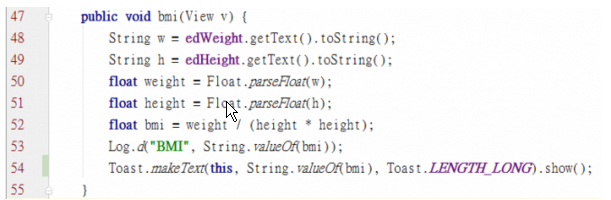 47 public void bmi(View v) {
48 String w = edWeight.getText().toString();
49 String h = edHeight.getText().toString();
50 float weight = Float.parseFloat(w);
51 float height = Float.parseFloat(h);
52 float bmi = weight / (height * height);
53 Log.d("BMI", String.valueOf(bmi));
54 Toast.makeText(this, String.valueOf(bmi), Toast.LENGTH_LONG).show();
55 }